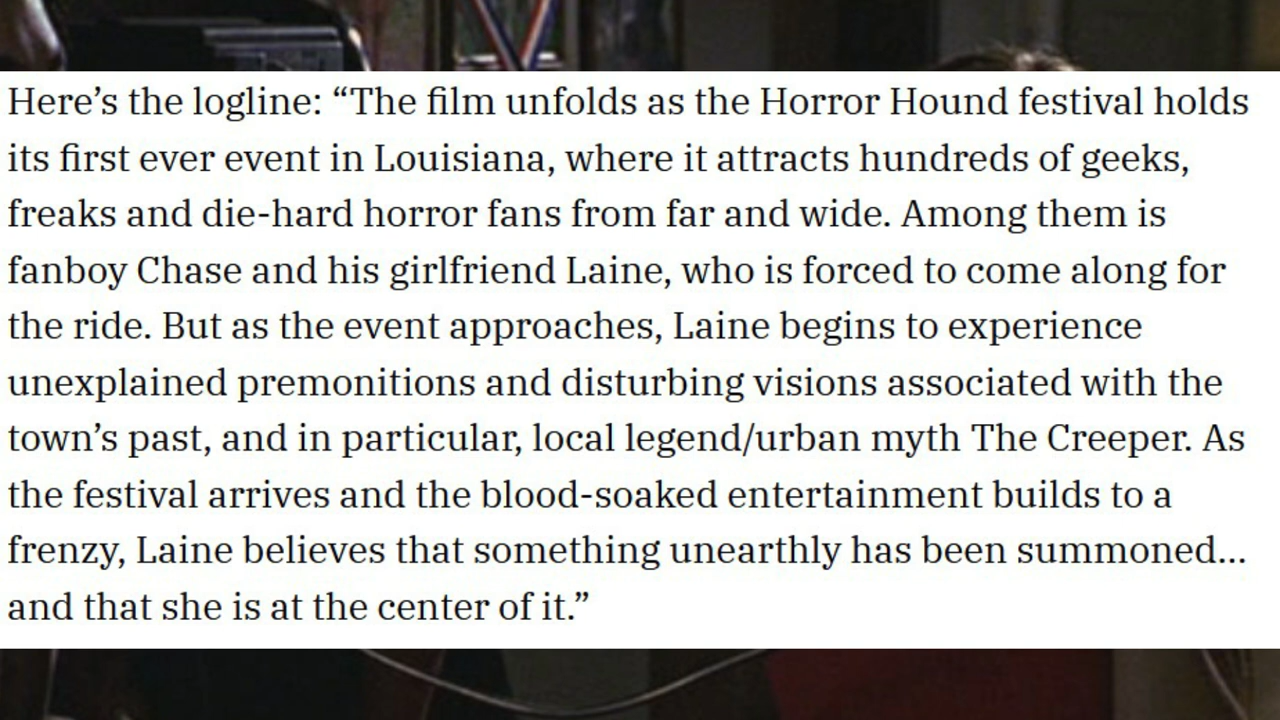 Here’s the logline: “The film unfolds as the Horror Hound festival holds
its first ever event in Louisiana, where it attracts hundreds of geeks,
freaks and die-hard horror fans from far and wide. Among them is
fanboy Chase and his girlfriend Laine, who is forced to come along for
the ride. But as the event approaches, Laine begins to experience
unexplained premonitions and disturbing visions associated with the
town’s past, and in particular, local legend/urban myth The Creeper. As
the festival arrives and the blood-soaked entertainment builds to a
frenzy, Laine believes that something unearthly has been summoned…
and that she is at the center of it.”